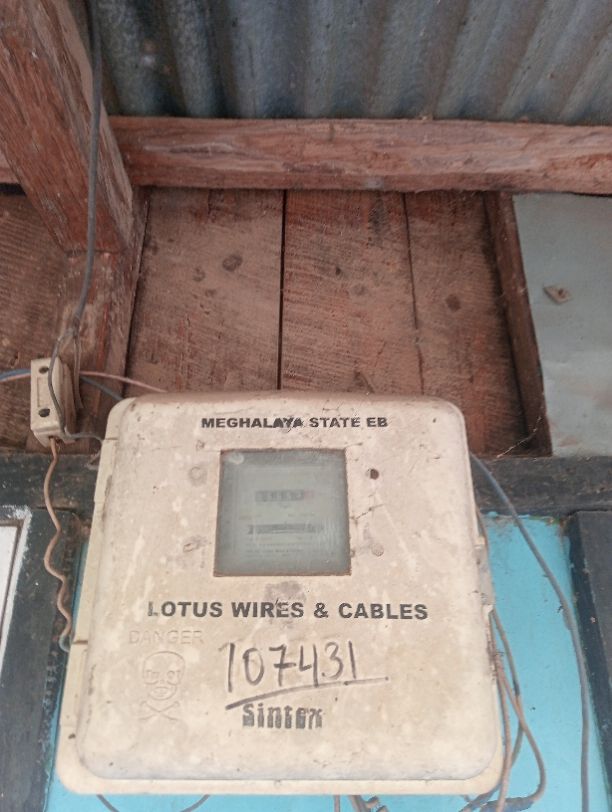 MEGHALAYA STATE EB
LOTUS WIRES & CABLES
DANGER
107431
Sintex